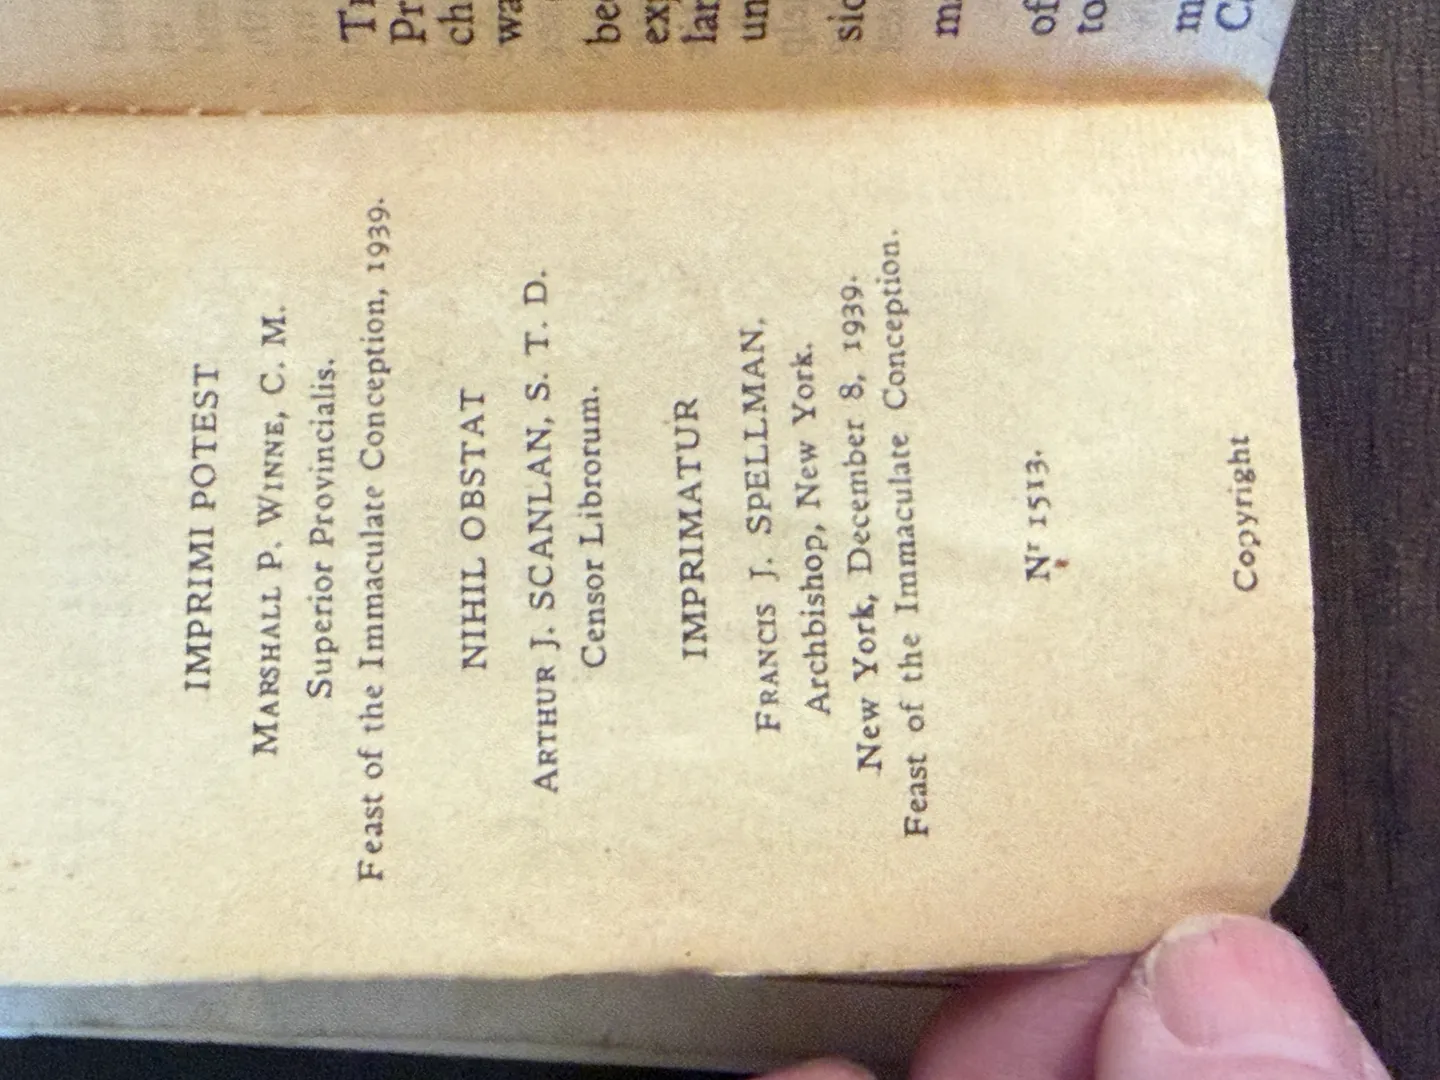 IMPRIMI POTEST
MARSHALL P. WINNE, C. M.
Superior Provincialis.
Feast of the Immaculate Conception, 1939.
NIHIL OBSTAT
ARTHUR J. SCANLAN, S. T. D.
Censor Librorum.
IMPRIMATUR
FRANCIS J. SPELLMAN,
Archbishop, New York.
New York, December 8, 1939.
Feast of the Immaculate Conception.
Nr 1513.
Copyright